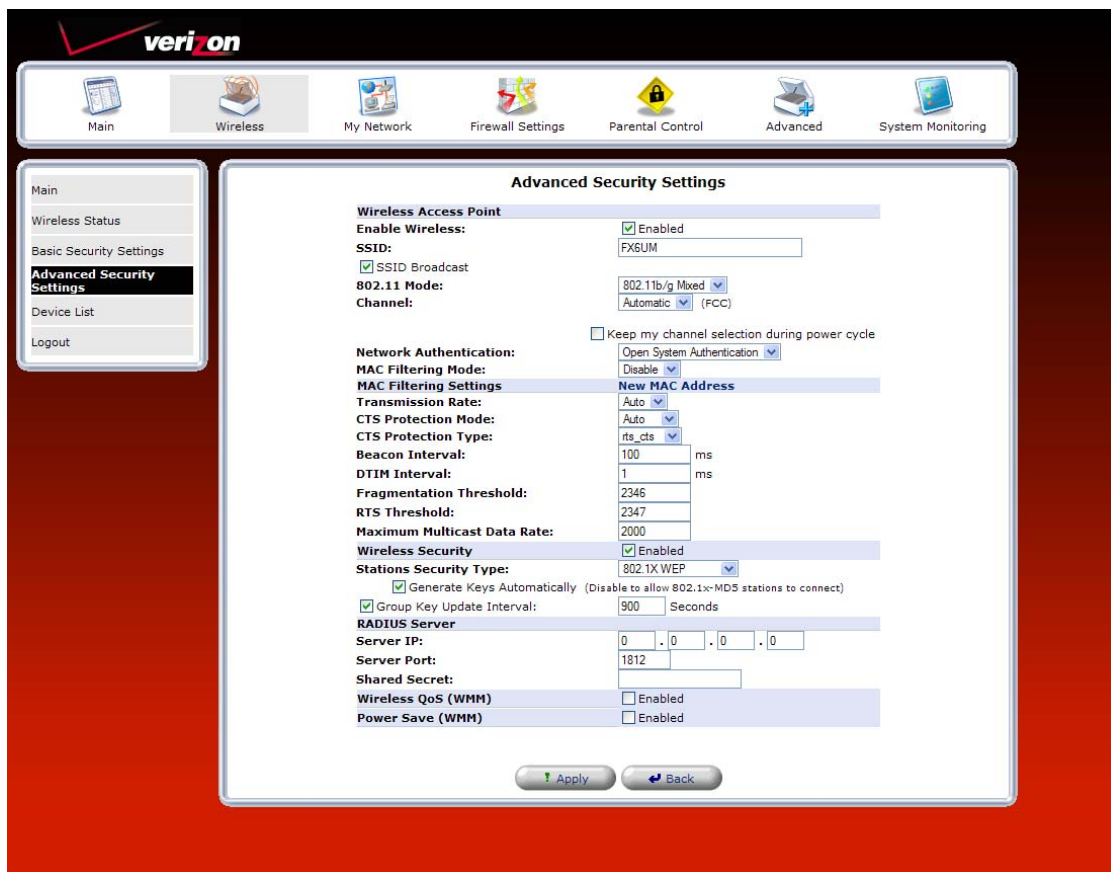 verizon
Main Wireless My Network Firewall Settings Parental Control Advanced System Monitoring
Main
Wireless Status
Basic Security Settings
Advanced Security
Settings
Device List
Logout
Advanced Security Settings
Wireless Access Point
Enable Wireless: Enabled
SSID: FX6UM
SSID Broadcast
802.11 Mode: 802.11b/g Mixed
Channel: Automatic (FCC)
Keep my channel selection during power cycle
Network Authentication: Open System Authentication
MAC Filtering Mode: Disable
MAC Filtering Settings New MAC Address
Transmission Rate: Auto
CTS Protection Mode: Auto
CTS Protection Type: rts_cts
Beacon Interval: 100 ms
DTIM Interval: 1 ms
Fragmentation Threshold: 2346
RTS Threshold: 2347
Maximum Multicast Data Rate: 2000
Wireless Security Enabled
Stations Security Type: 802.1X WEP
Generate Keys Automatically (Disable to allow 802.1x-MD5 stations to connect)
Group Key Update Interval: 900 Seconds
RADIUS Server
Server IP: 0 . 0 . 0 . 0
Server Port: 1812
Shared Secret:
Wireless QoS (WMM) Enabled
Power Save (WMM) Enabled
Apply Back